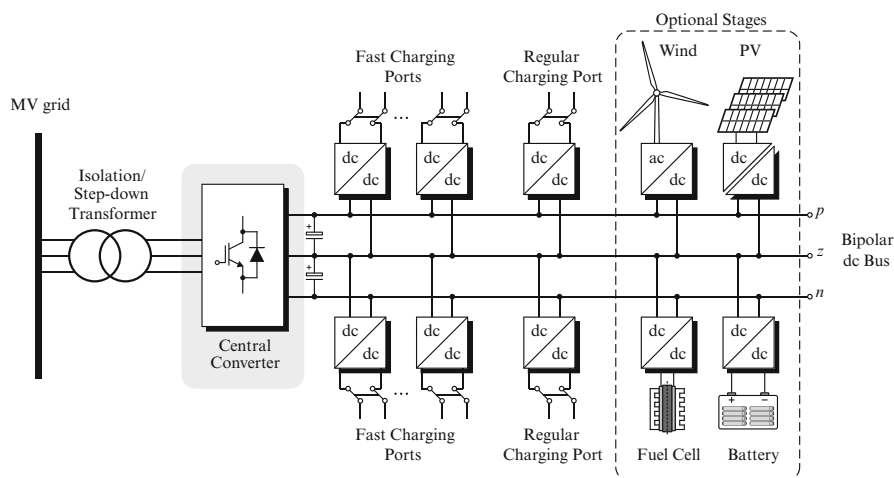 Optional Stages
Fast Charging
Ports
Regular
Charging Port
Wind
PV
MV grid
Isolation/
Step-down
Transformer
...
dc
dc
dc
dc
dc
dc
ac
dc
dc
dc
+
+
p
z
n
Bipolar
dc Bus
Central
Converter
dc
dc
dc
dc
dc
dc
dc
dc
dc
dc
...
+ −
Fast Charging
Ports
Regular
Charging Port
Fuel Cell
Battery